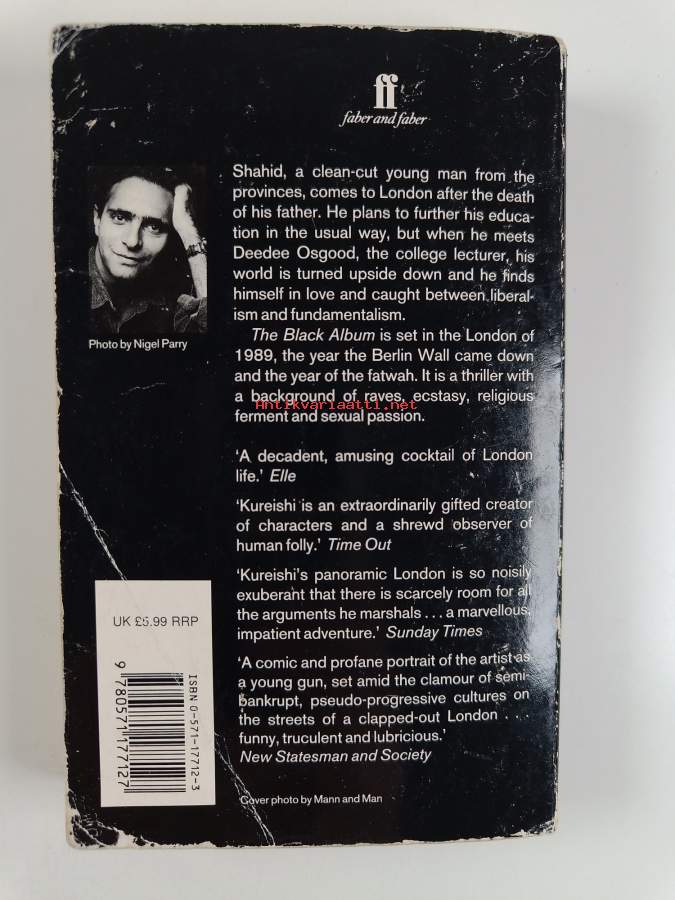 ff
faber and faber
Shahid, a clean-cut young man from the
provinces, comes to London after the death
of his father. He plans to further his educa-
tion in the usual way, but when he meets
Deedee Osgood, the college lecturer, his
world is turned upside down and he finds
himself in love and caught between liberal-
ism and fundamentalism.
The Black Album is set in the London of
1989, the year the Berlin Wall came down
and the year of the fatwah. It is a thriller with
a background of raves, ecstasy, religious
Antikvariaatti.net
ferment and sexual passion.
Photo by Nigel Parry
'A decadent, amusing cocktail of London
life.' Elle
'Kureishi is an extraordinarily gifted creator
of characters and a shrewd observer of
human folly.' Time Out
'Kureishi's panoramic London is so noisily
exuberant that there is scarcely room for all
the arguments he marshals . . . a marvellous,
impatient adventure.' Sunday Times
'A comic and profane portrait of the artist as
a young gun, set amid the clamour of semi-
bankrupt, pseudo-progressive cultures on
the streets of a clapped-out London . . .
funny, truculent and lubricious.'
New Statesman and Society
UK £5.99 RRP
ISBN 0-571-17712-3
9 780571 177127
Cover photo by Mann and Man